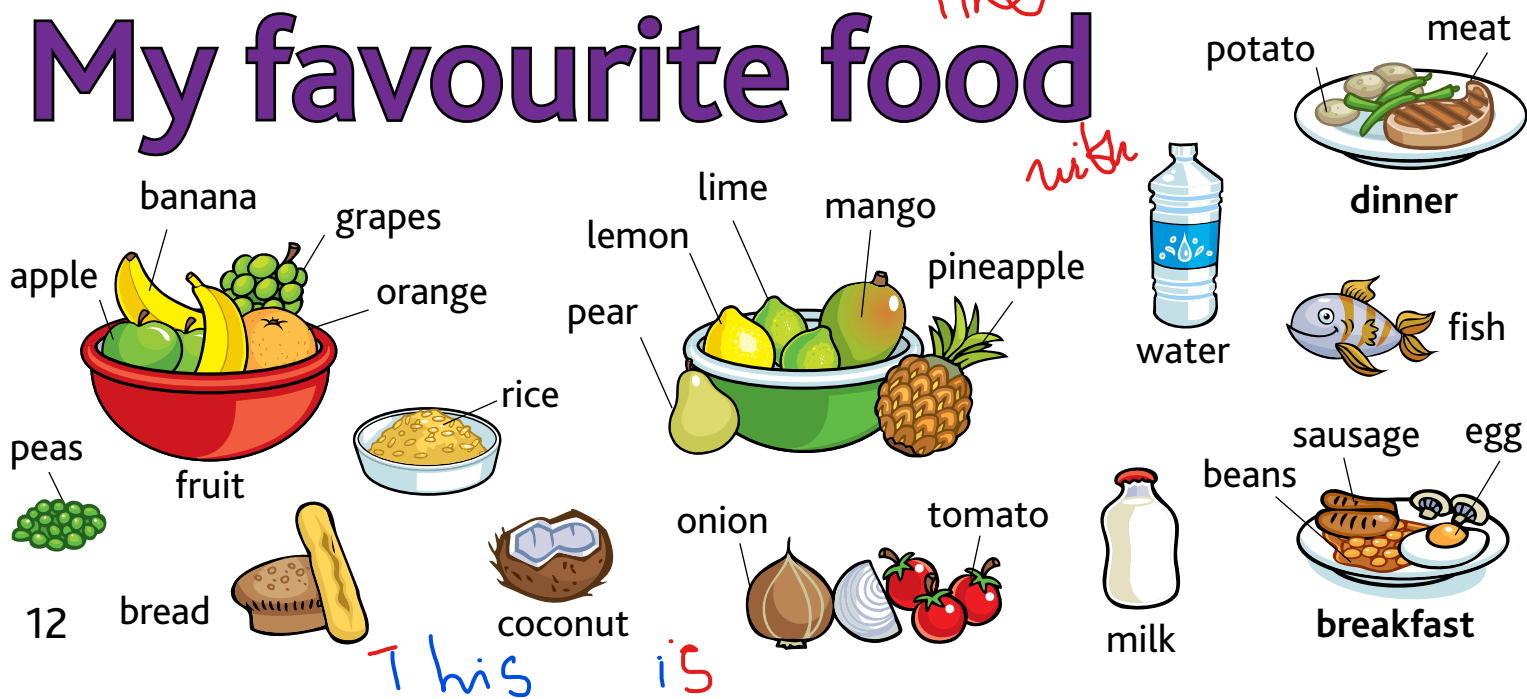 My favourite food
with
potato
meat
dinner
banana
grapes
apple
orange
fruit
rice
peas
bread
12
lime
lemon
mango
pear
pineapple
coconut
onion
tomato
water
fish
milk
sausage
egg
beans
breakfast
This is